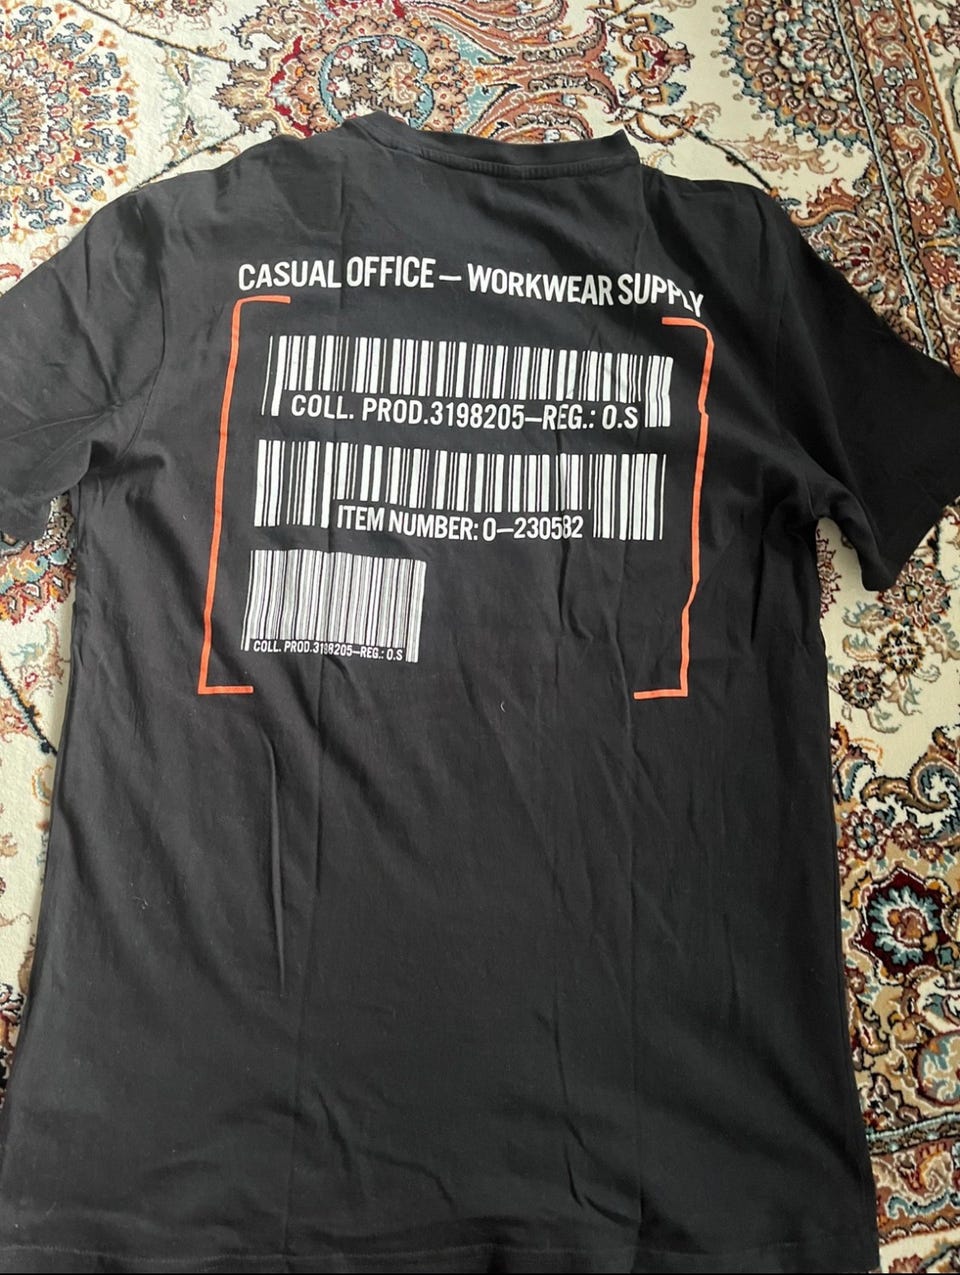 CASUAL OFFICE – WORKWEAR SUPPLY
COLL. PROD.3198205–REG.: O.S
ITEM NUMBER: 0–230582
COLL. PROD.3198205–REG.: O.S